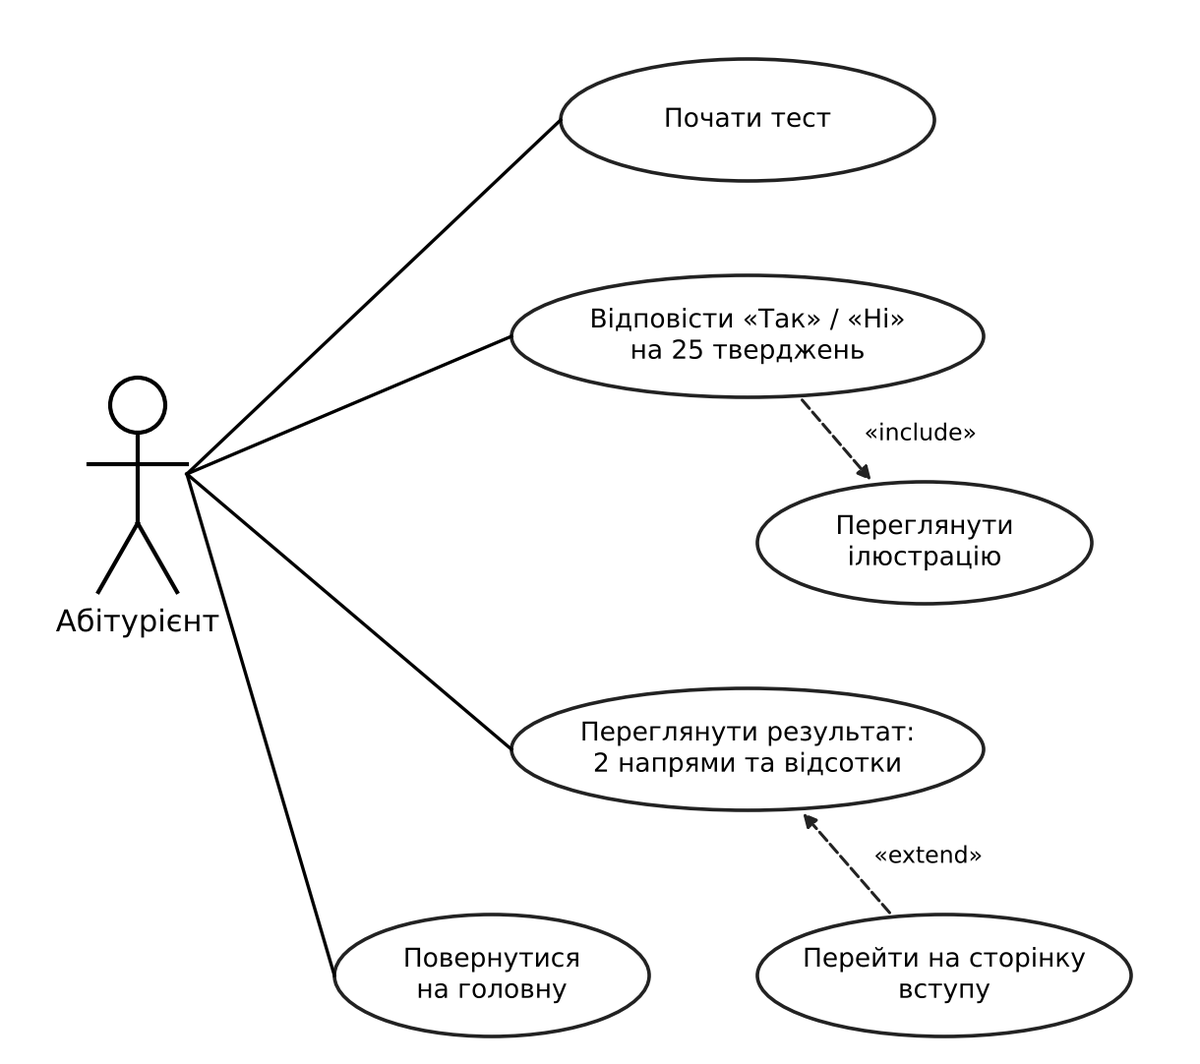 Почати тест
Відповісти «Так» / «Ні»
на 25 тверджень
«include»
Переглянути
ілюстрацію
Абітурієнт
Переглянути результат:
2 напрями та відсотки
«extend»
Повернутися
на головну
Перейти на сторінку
вступу